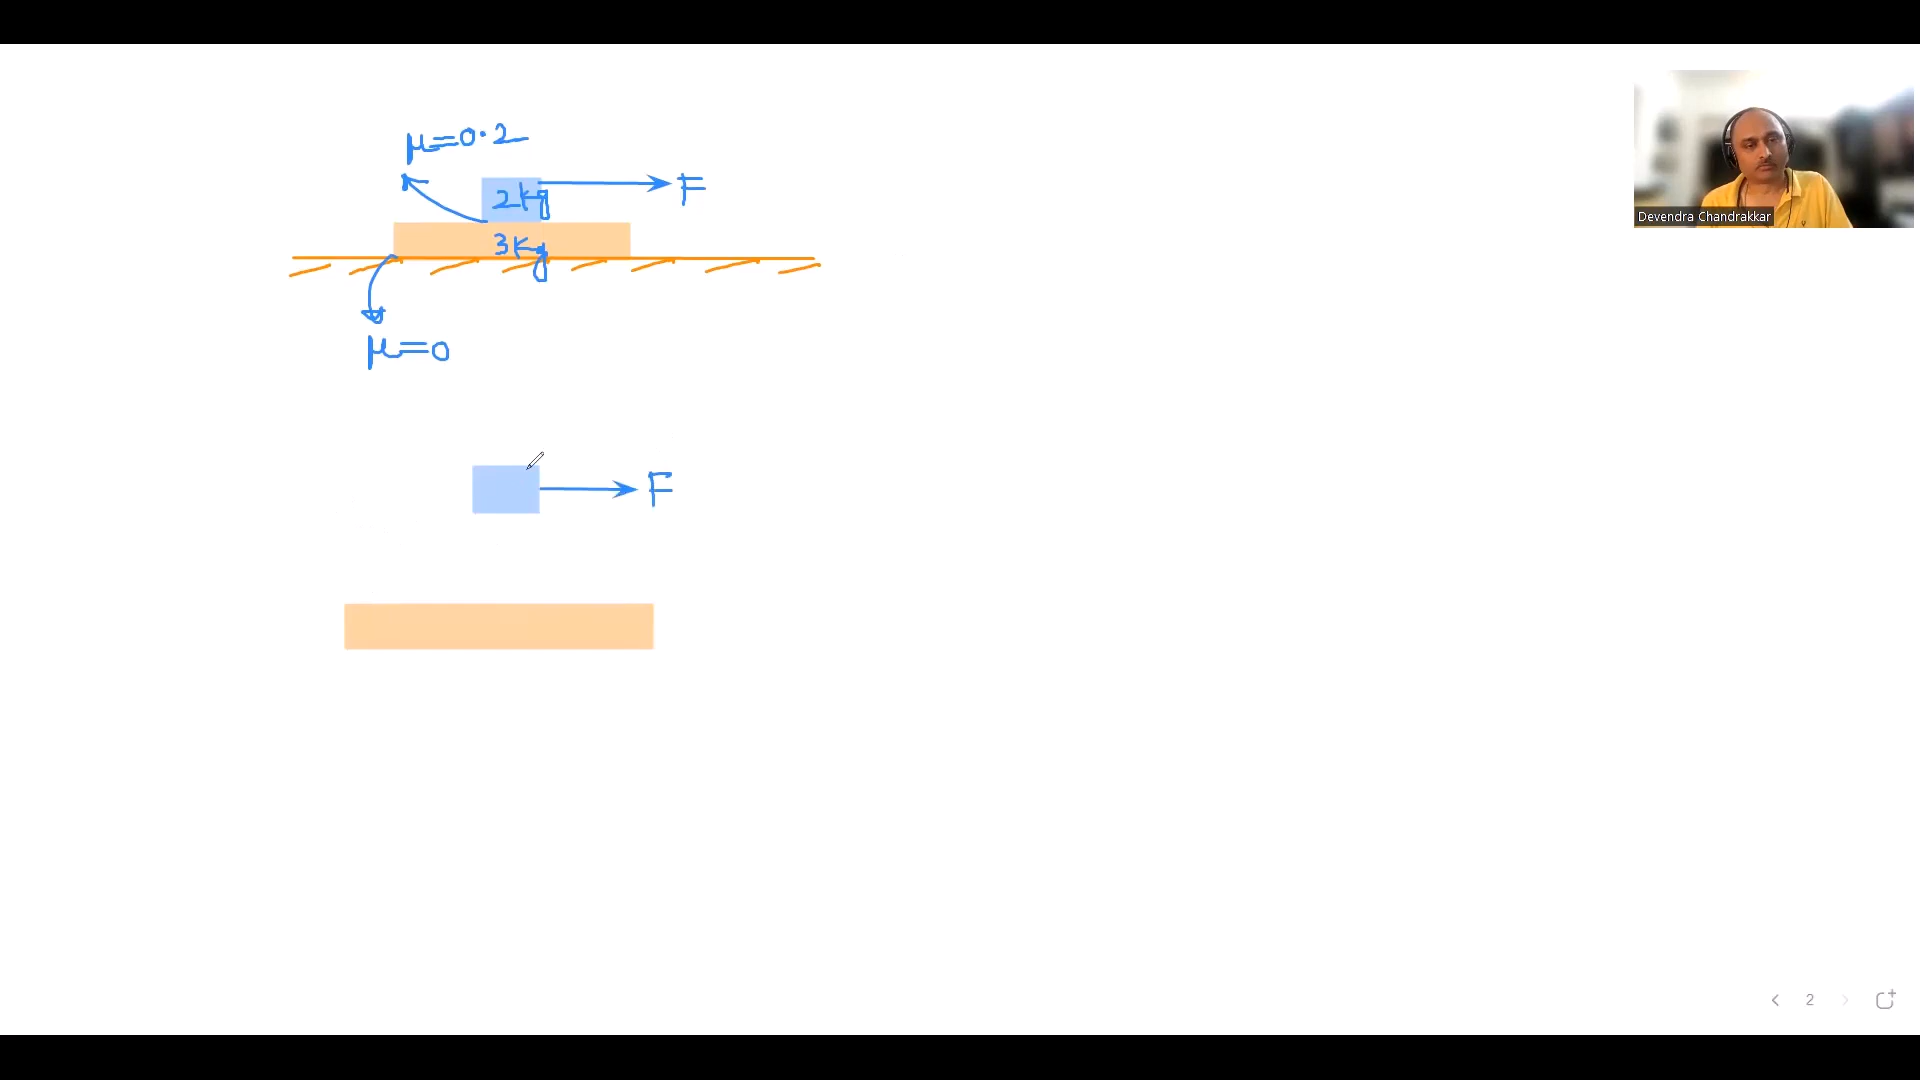 μ=0.2
2kg
F
3kg
μ=0
F
Devendra Chandrakkar
2